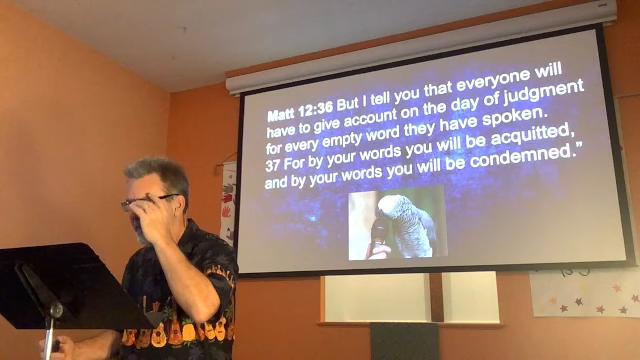 Matt 12:36 But I tell you that everyone will
have to give account on the day of judgment
for every empty word they have spoken.
37 For by your words you will be acquitted,
and by your words you will be condemned.”